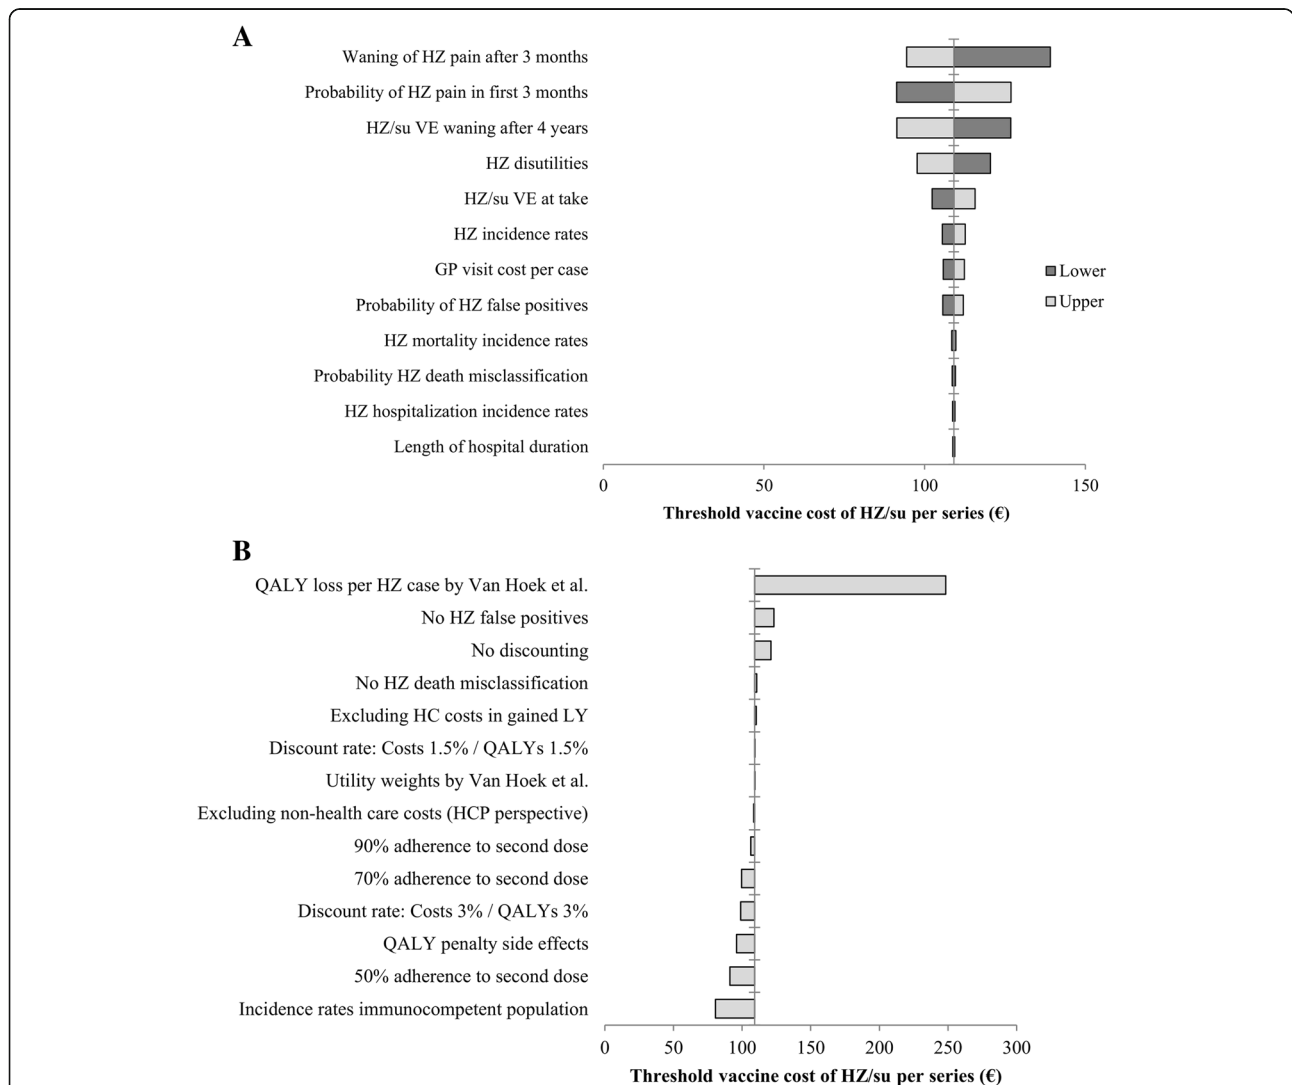 A
Waning of HZ pain after 3 months
Probability of HZ pain in first 3 months
HZ/su VE waning after 4 years
HZ disutilities
HZ/su VE at take
HZ incidence rates
GP visit cost per case
Lower
Probability of HZ false positives
Upper
HZ mortality incidence rates
Probability HZ death misclassification
HZ hospitalization incidence rates
Length of hospital duration
0 50 100 150
Threshold vaccine cost of HZ/su per series (€)
B
QALY loss per HZ case by Van Hoek et al.
No HZ false positives
No discounting
No HZ death misclassification
Excluding HC costs in gained LY
Discount rate: Costs 1.5% / QALYs 1.5%
Utility weights by Van Hoek et al.
Excluding non-health care costs (HCP perspective)
90% adherence to second dose
70% adherence to second dose
Discount rate: Costs 3% / QALYs 3%
QALY penalty side effects
50% adherence to second dose
Incidence rates immunocompetent population
0 50 100 150 200 250 300
Threshold vaccine cost of HZ/su per series (€)